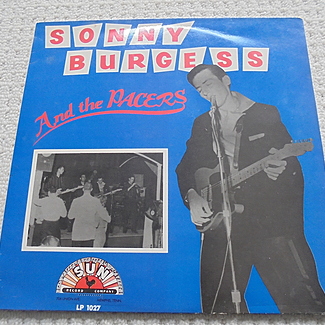 SONNY
BURGESS
And the PACERS
SUN
RECORD COMPANY
LP 1027